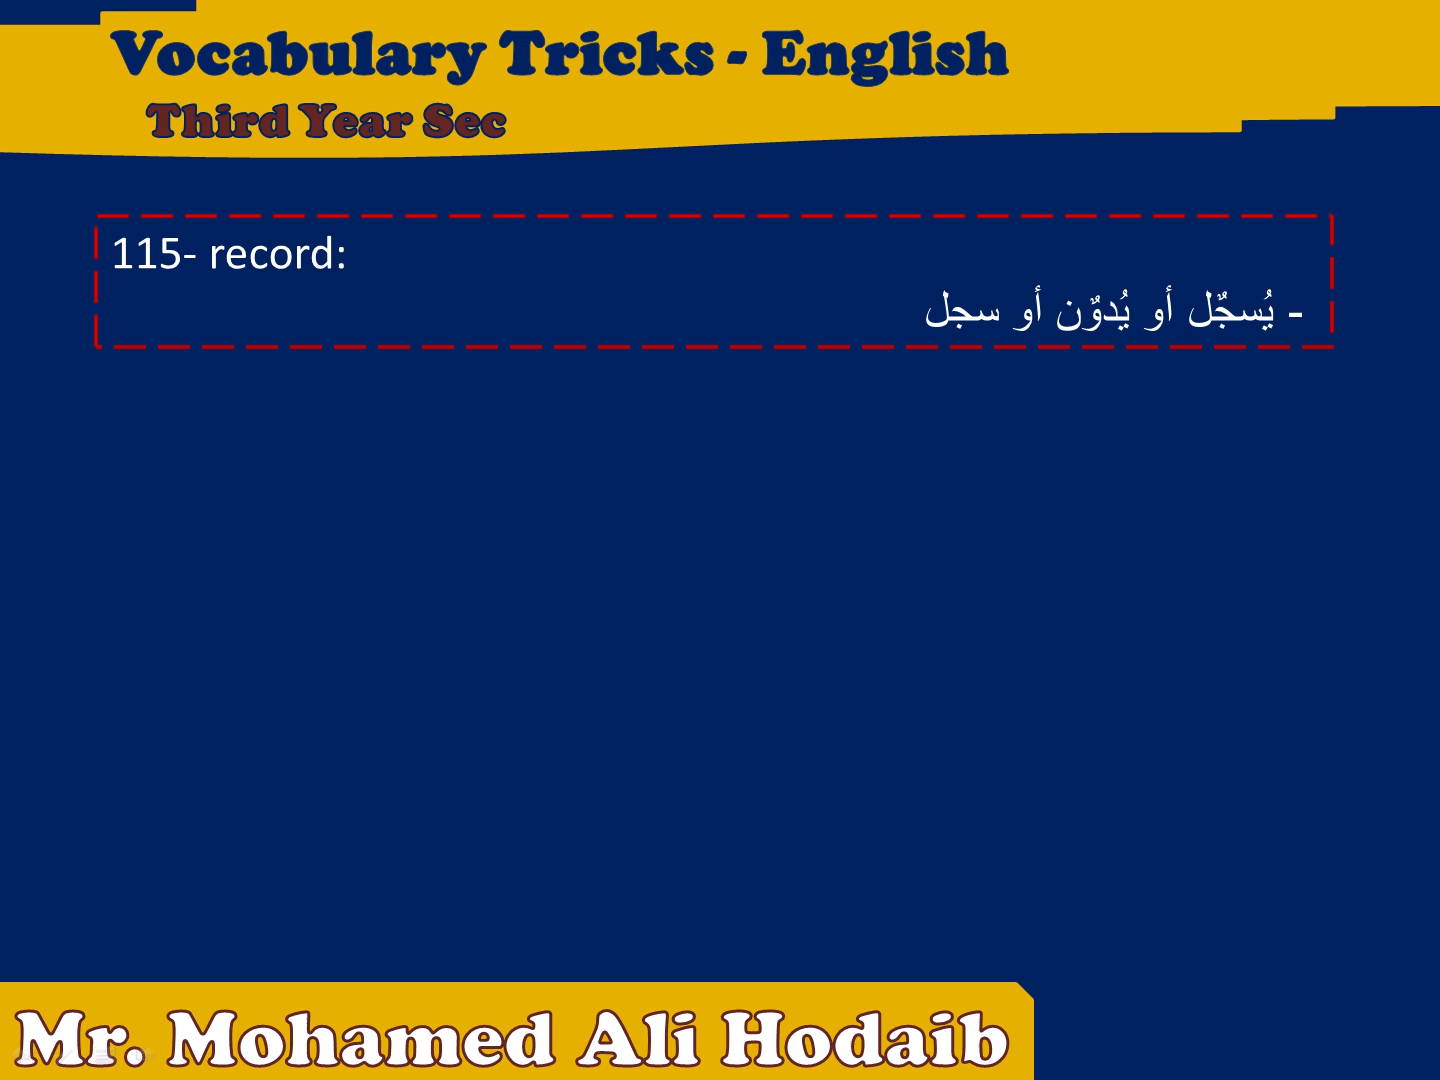 Vocabulary Tricks - English
Third Year Sec
115- record:
- يُسجٌل أو يُدوٌن أو سجل
Mr. Mohamed Ali Hodaib